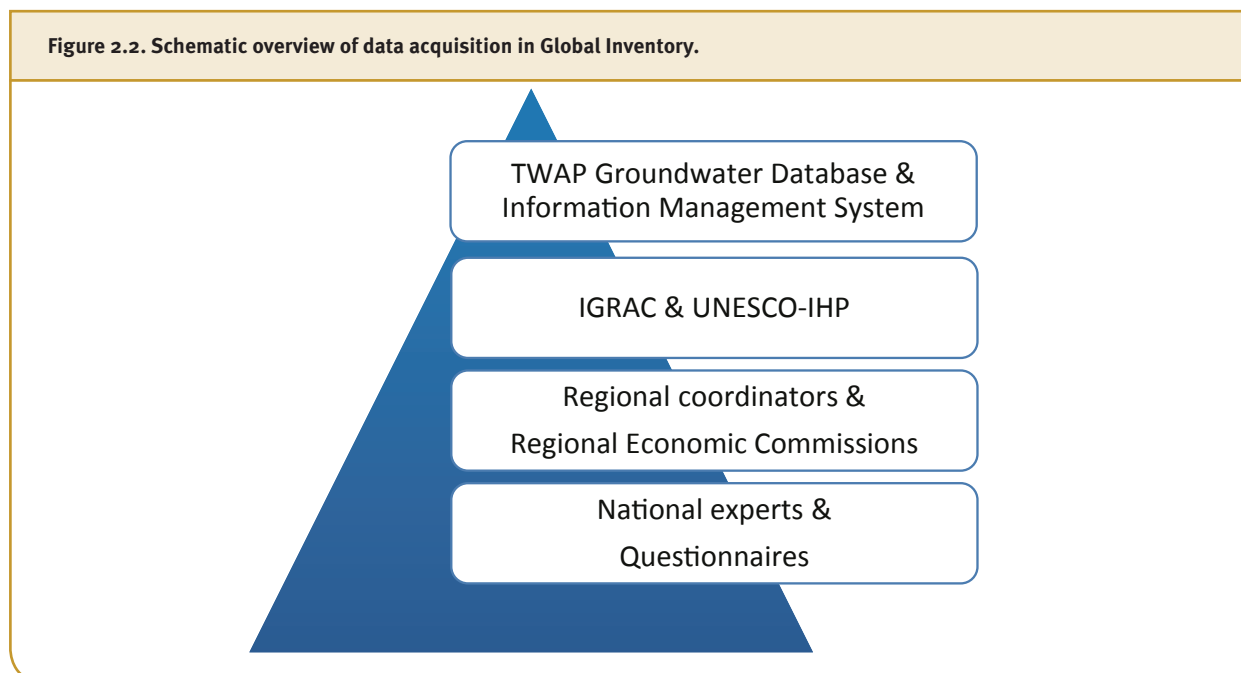 Figure 2.2. Schematic overview of data acquisition in Global Inventory.
TWAP Groundwater Database &
Information Management System
IGRAC & UNESCO-IHP
Regional coordinators &
Regional Economic Commissions
National experts &
Questionnaires